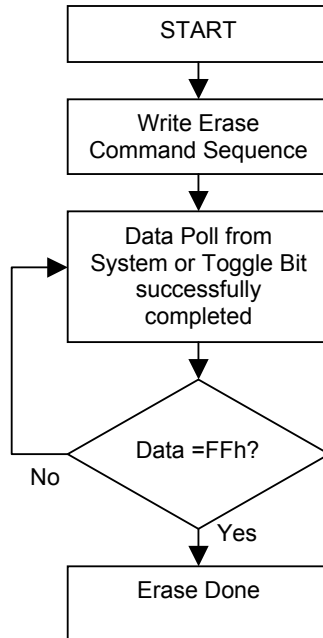 START
Write Erase
Command Sequence
Data Poll from
System or Toggle Bit
successfully
completed
Data =FFh?
No
Yes
Erase Done